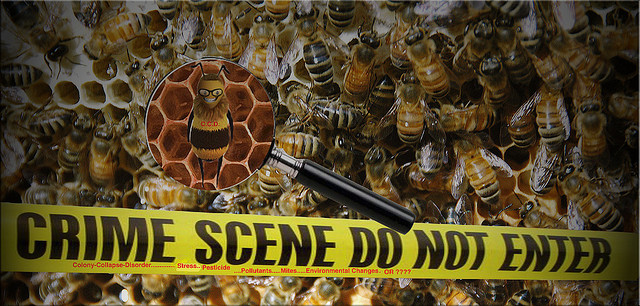 C.C.D.
CRIME SCENE DO NOT ENTER
Colony-Collapse-Disorder............ Stress.. Pesticide ....Pollutants.....Mites....Environmental Changes. OR ????